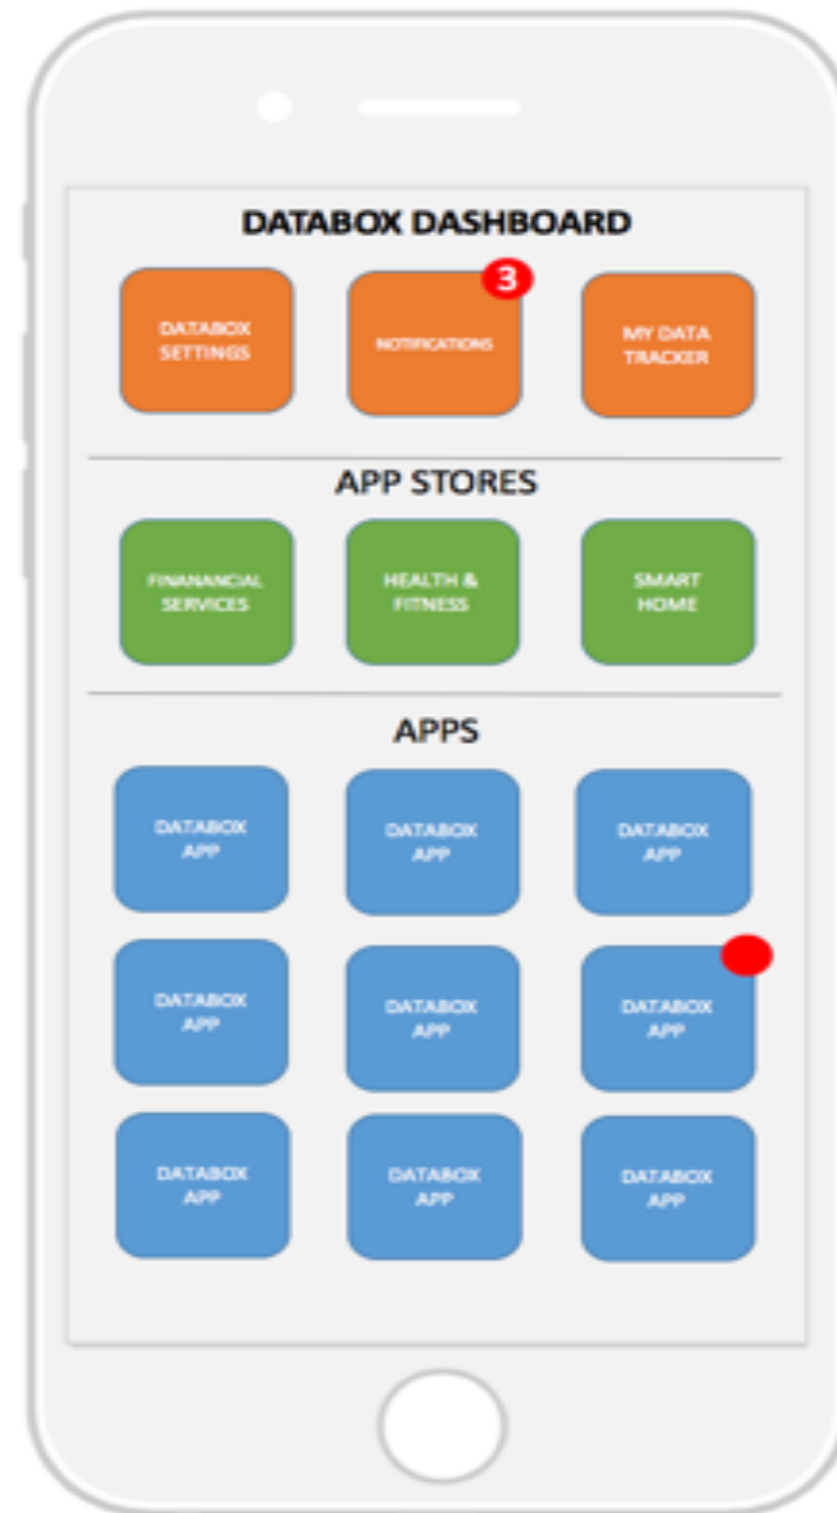 DATABOX DASHBOARD
3
DATABOX
SETTINGS
NOTIFICATIONS
MY DATA
TRACKER
APP STORES
FINANANCIAL
SERVICES
HEALTH &
FITNESS
SMART
HOME
APPS
DATABOX
APP
DATABOX
APP
DATABOX
APP
DATABOX
APP
DATABOX
APP
DATABOX
APP
DATABOX
APP
DATABOX
APP
DATABOX
APP